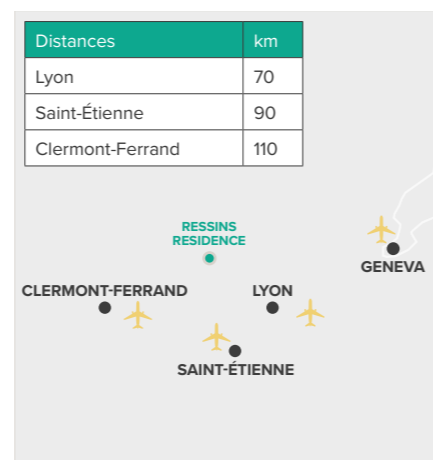 Distances km
Lyon 70
Saint-Étienne 90
Clermont-Ferrand 110
RESSINS
RESIDENCE
GENEVA
CLERMONT-FERRAND LYON
SAINT-ÉTIENNE